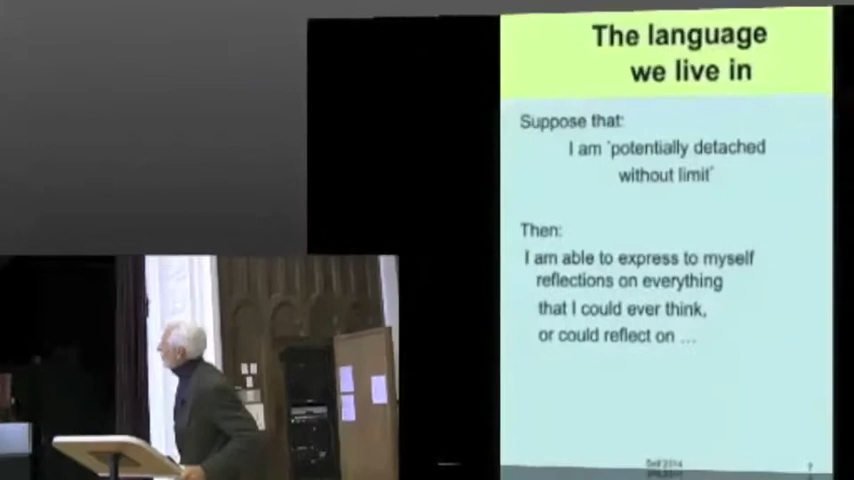 The language
we live in
Suppose that:
I am `potentially detached
without limit'
Then:
I am able to express to myself
reflections on everything
that I could ever think,
or could reflect on …